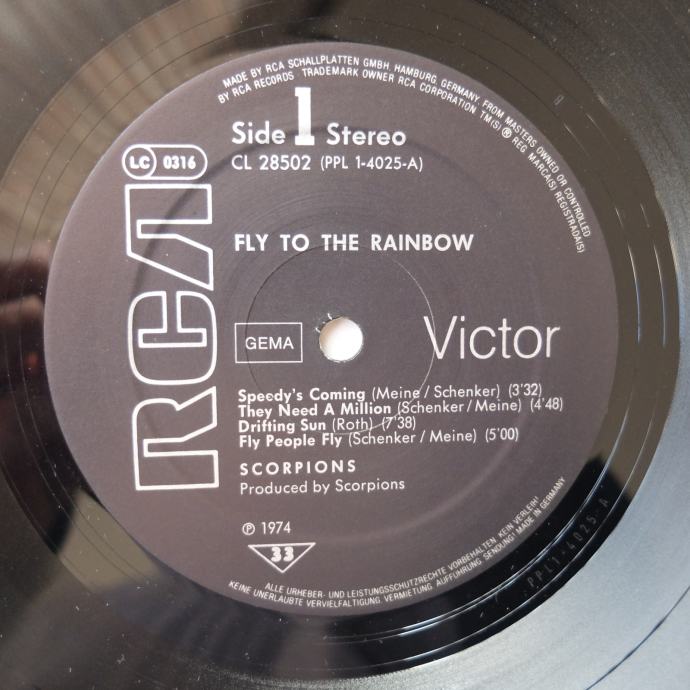 MADE BY RCA SCHALLPLATTEN GMBH, HAMBURG, GERMANY, FROM MASTERS OWNED OR CONTROLLED
BY RCA RECORDS TRADEMARK OWNER RCA CORPORATION TM(S) ® REG MARCA(S) REGISTRADA(S)
Side 1 Stereo
CL 28502 (PPL 1-4025-A)
LC 0316
RCA
FLY TO THE RAINBOW
GEMA
Victor
Speedy's Coming (Meine/Schenker) (3'32)
They Need A Million (Schenker/Meine) (4'48)
Drifting Sun (Roth) (7'38)
Fly People Fly (Schenker/Meine) (5'00)
SCORPIONS
Produced by Scorpions
℗ 1974
33
ALLE URHEBER- UND LEISTUNGSSCHUTZRECHTE VORBEHALTEN. KEIN VERLEIH!
KEINE UNERLAUBTE VERVIELFALTIGUNG, VERMIETUNG, AUFFÜHRUNG, SENDUNG! MADE IN GERMANY
PPL1-4025-A